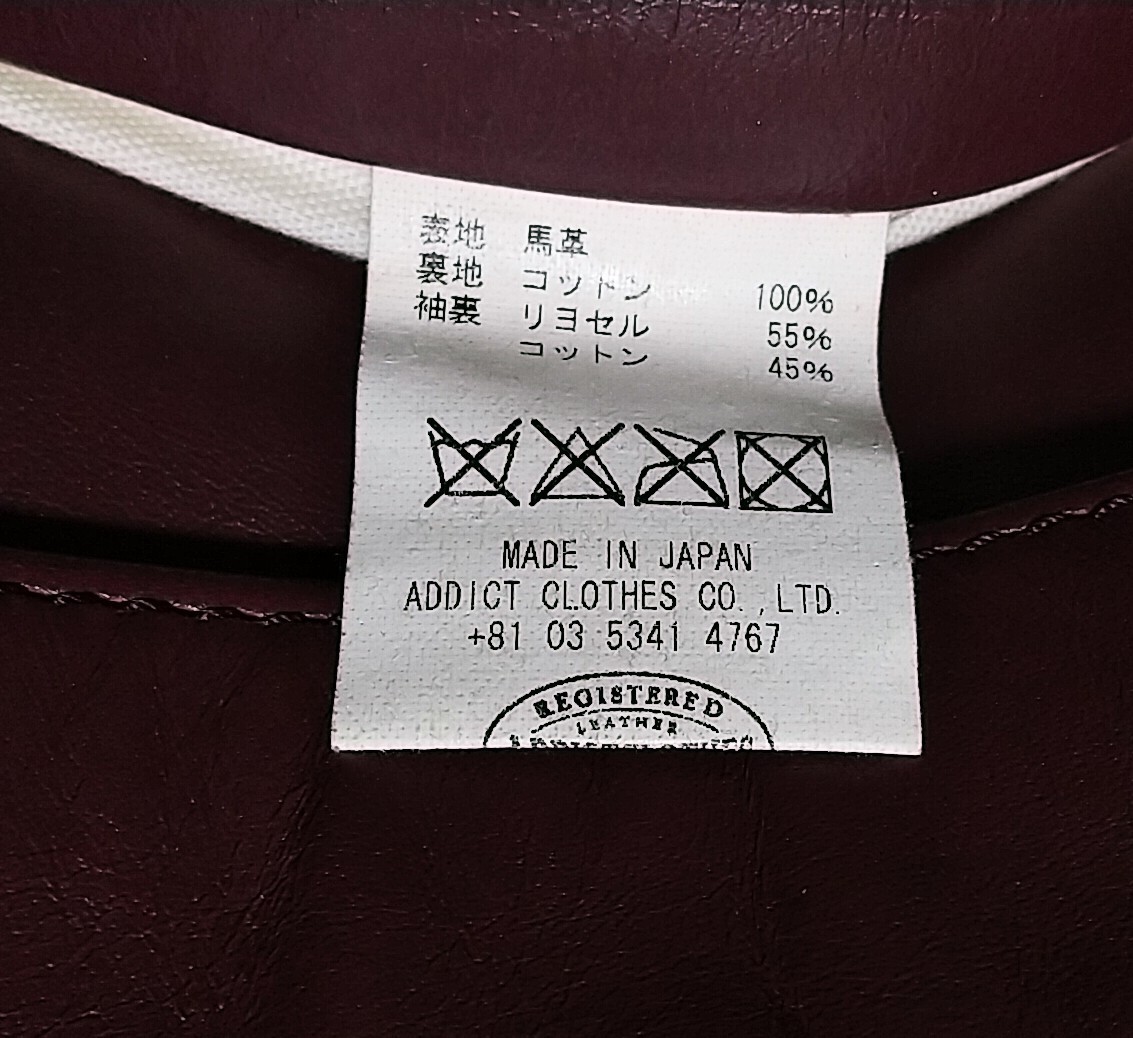 表地 馬革
裏地 コットン 100%
袖裏 リヨセル 55%
コットン 45%
MADE IN JAPAN
ADDICT CLOTHES CO.,LTD.
+81 03 5341 4767
REGISTERED
LEATHER